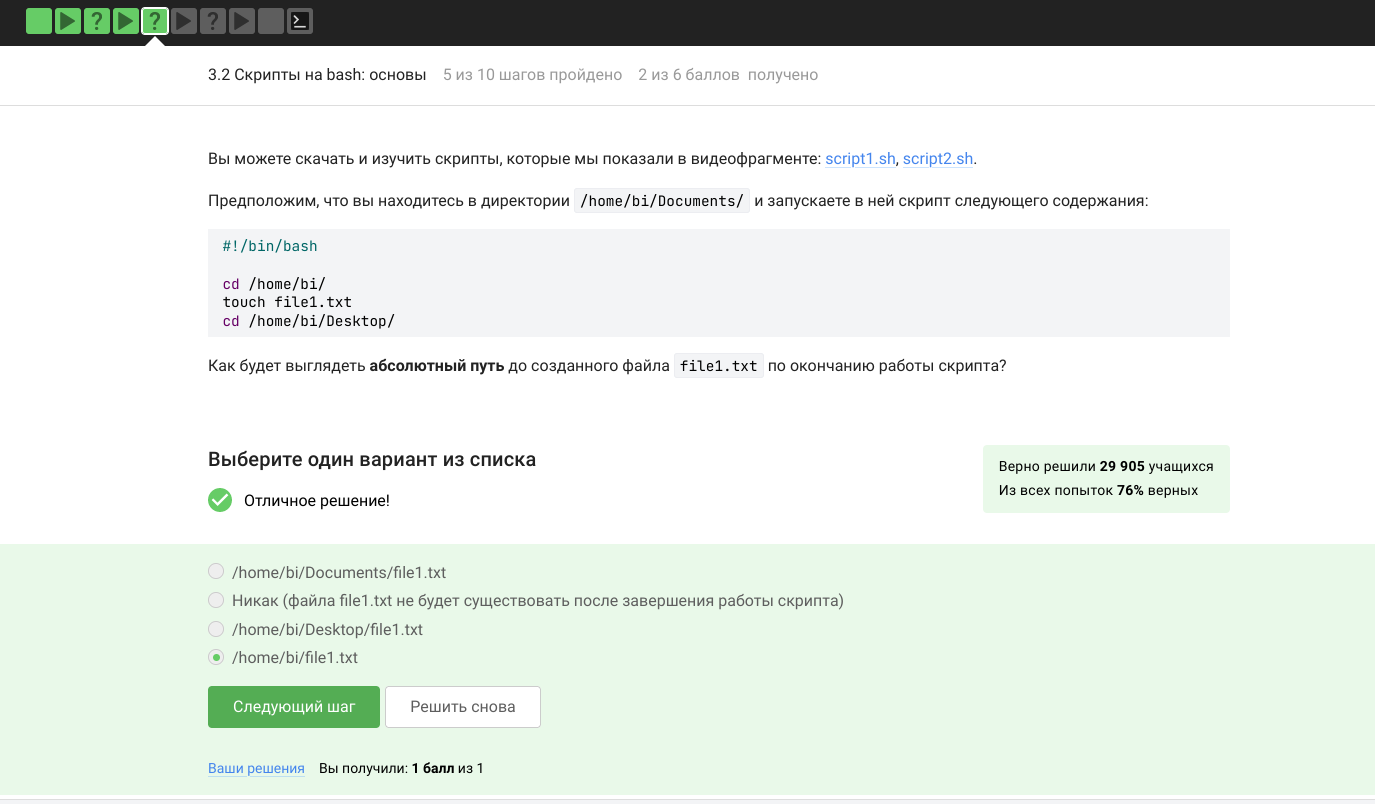 3.2 Скрипты на bash: основы 5 из 10 шагов пройдено 2 из 6 баллов получено
Вы можете скачать и изучить скрипты, которые мы показали в видеофрагменте: script1.sh, script2.sh.
Предположим, что вы находитесь в директории /home/bi/Documents/ и запускаете в ней скрипт следующего содержания:
#!/bin/bash
cd /home/bi/
touch file1.txt
cd /home/bi/Desktop/
Как будет выглядеть абсолютный путь до созданного файла file1.txt по окончанию работы скрипта?
Выберите один вариант из списка
Отличное решение!
Верно решили 29 905 учащихся
Из всех попыток 76% верных
/home/bi/Documents/file1.txt
Никак (файла file1.txt не будет существовать после завершения работы скрипта)
/home/bi/Desktop/file1.txt
/home/bi/file1.txt
Следующий шаг Решить снова
Ваши решения Вы получили: 1 балл из 1